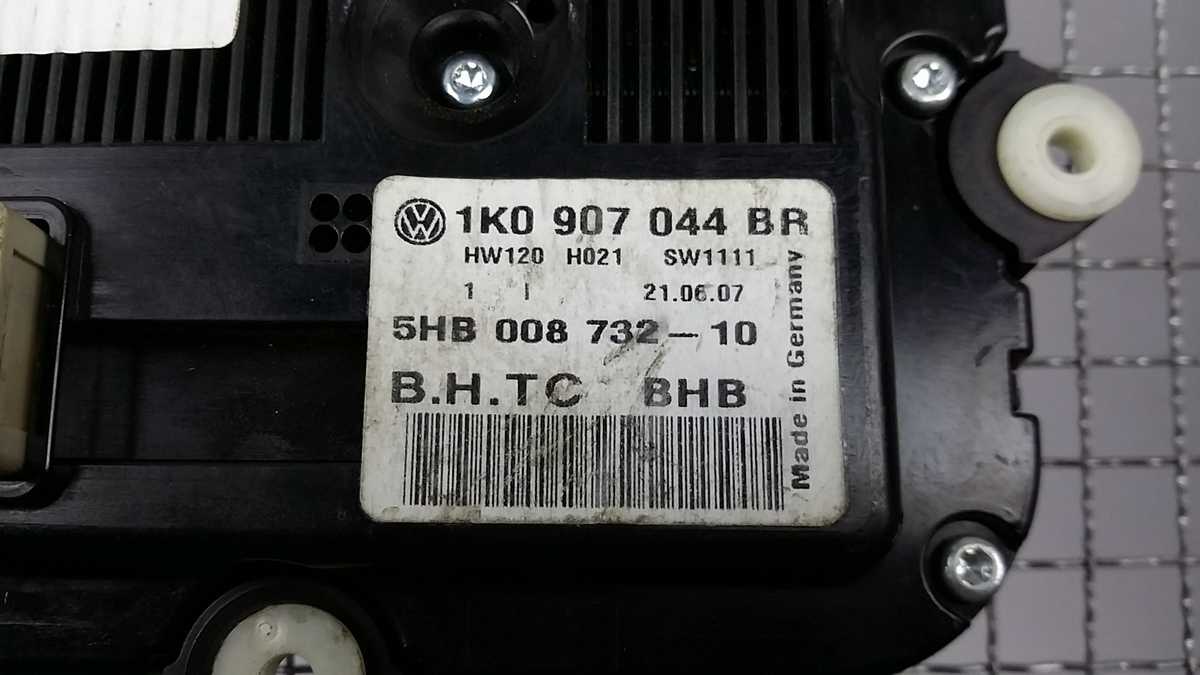 1K0 907 044 BR
HW120 H021 SW1111
1 I 21.06.07
5HB 008 732-10
B.H.TC BHB
Made in Germany